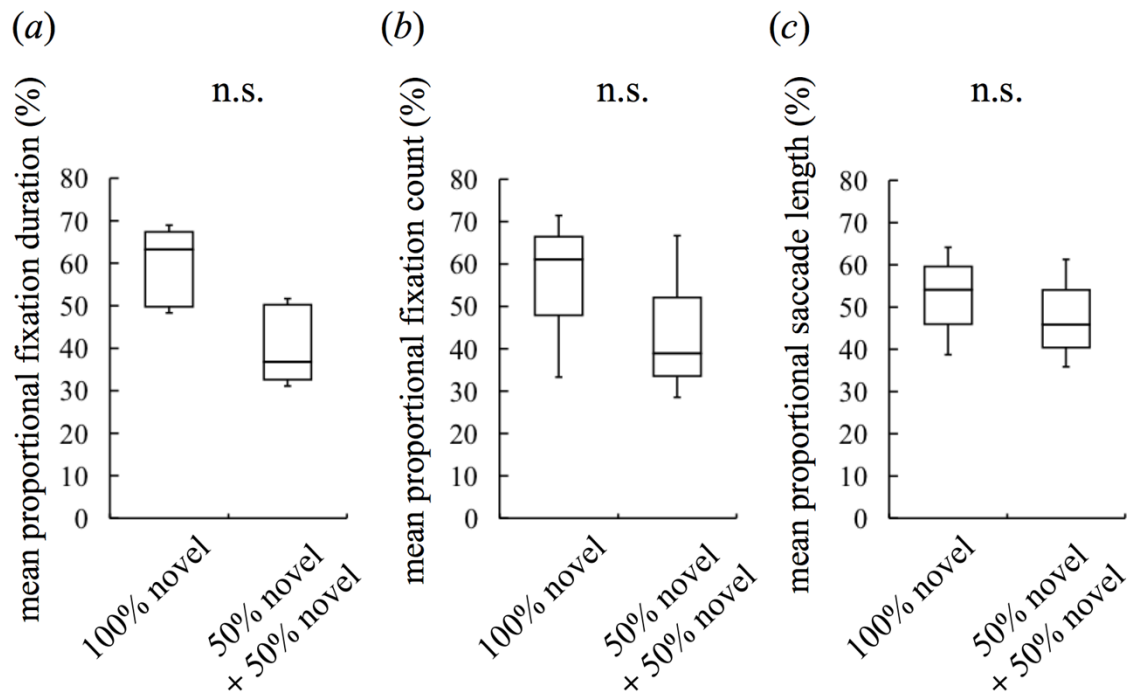 (a)
n.s.
mean proportional fixation duration (%)
80
70
60
50
40
30
20
10
0
100% novel
50% novel
+ 50% novel
(b)
n.s.
mean proportional fixation count (%)
80
70
60
50
40
30
20
10
0
100% novel
50% novel
+ 50% novel
(c)
n.s.
mean proportional saccade length (%)
80
70
60
50
40
30
20
10
0
100% novel
50% novel
+ 50% novel